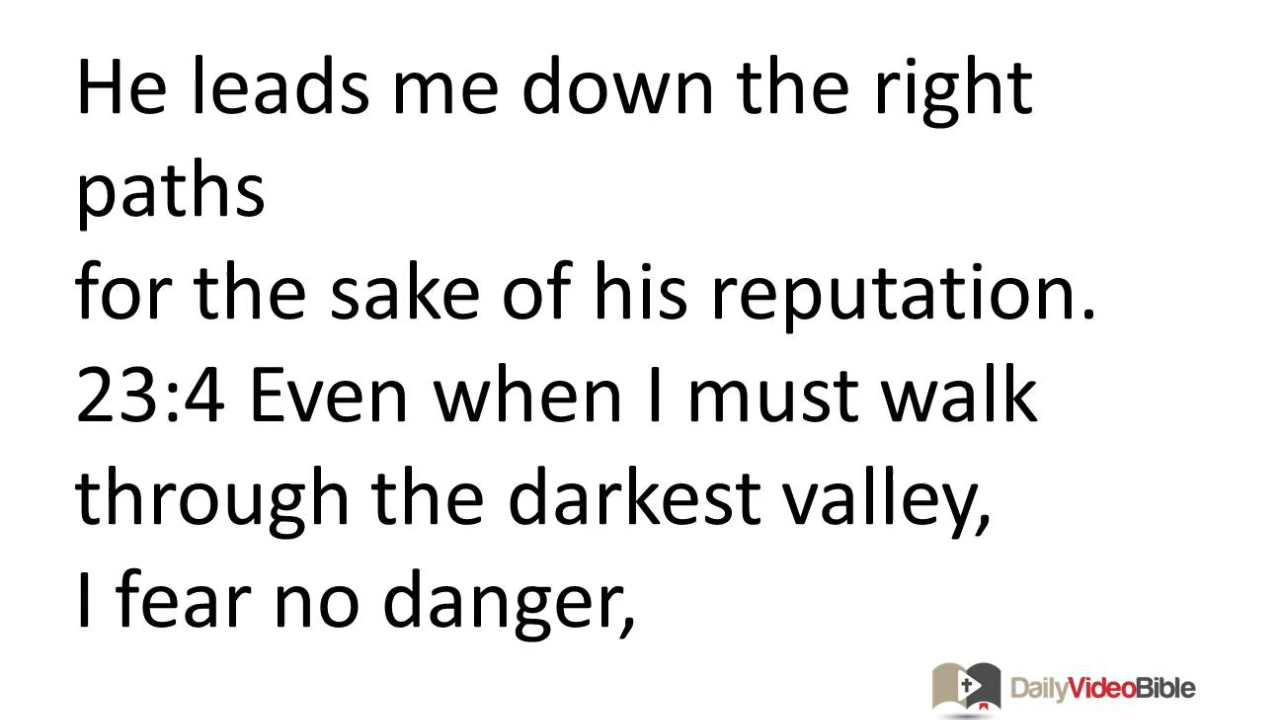 He leads me down the right
paths
for the sake of his reputation.
23:4 Even when I must walk
through the darkest valley,
I fear no danger,
DailyVideoBible